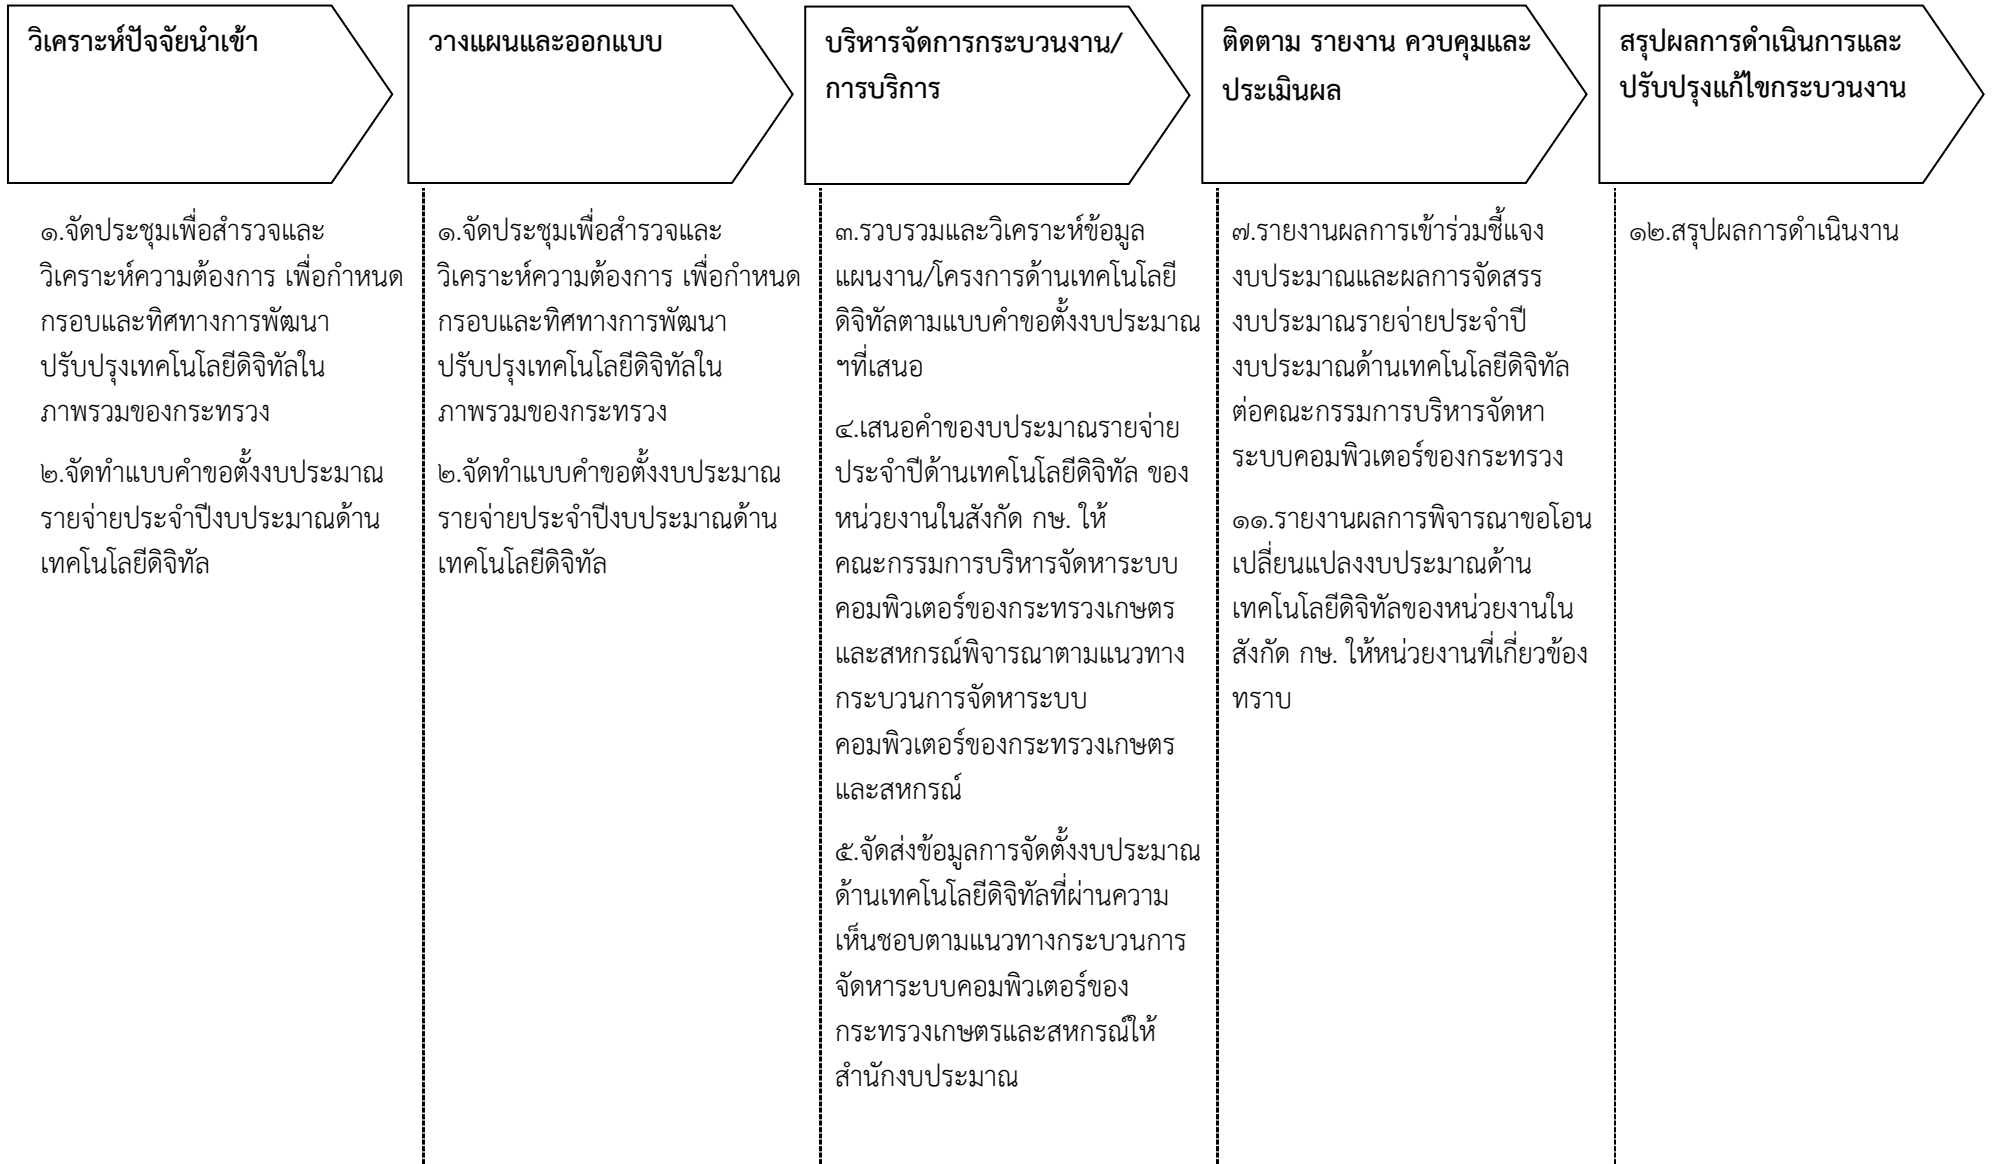 วิเคราะห์ปัจจัยนำเข้า
วางแผนและออกแบบ
บริหารจัดการกระบวนงาน/
การบริการ
ติดตาม รายงาน ควบคุมและ
ประเมินผล
สรุปผลการดำเนินการและ
ปรับปรุงแก้ไขกระบวนงาน
๑.จัดประชุมเพื่อสำรวจและ
วิเคราะห์ความต้องการ เพื่อกำหนด
กรอบและทิศทางการพัฒนา
ปรับปรุงเทคโนโลยีดิจิทัลใน
ภาพรวมของกระทรวง
๒.จัดทำแบบคำขอตั้งงบประมาณ
รายจ่ายประจำปีงบประมาณด้าน
เทคโนโลยีดิจิทัล
๑.จัดประชุมเพื่อสำรวจและ
วิเคราะห์ความต้องการ เพื่อกำหนด
กรอบและทิศทางการพัฒนา
ปรับปรุงเทคโนโลยีดิจิทัลใน
ภาพรวมของกระทรวง
๒.จัดทำแบบคำขอตั้งงบประมาณ
รายจ่ายประจำปีงบประมาณด้าน
เทคโนโลยีดิจิทัล
๓.รวบรวมและวิเคราะห์ข้อมูล
แผนงาน/โครงการด้านเทคโนโลยี
ดิจิทัลตามแบบคำขอตั้งงบประมาณ
ฯที่เสนอ
๔.เสนอคำของบประมาณรายจ่าย
ประจำปีด้านเทคโนโลยีดิจิทัล ของ
หน่วยงานในสังกัด กษ. ให้
คณะกรรมการบริหารจัดหาระบบ
คอมพิวเตอร์ของกระทรวงเกษตร
และสหกรณ์พิจารณาตามแนวทาง
กระบวนการจัดหาระบบ
คอมพิวเตอร์ของกระทรวงเกษตร
และสหกรณ์
๕.จัดส่งข้อมูลการจัดตั้งงบประมาณ
ด้านเทคโนโลยีดิจิทัลที่ผ่านความ
เห็นชอบตามแนวทางกระบวนการ
จัดหาระบบคอมพิวเตอร์ของ
กระทรวงเกษตรและสหกรณ์ให้
สำนักงบประมาณ
๗.รายงานผลการเข้าร่วมชี้แจง
งบประมาณและผลการจัดสรร
งบประมาณรายจ่ายประจำปี
งบประมาณด้านเทคโนโลยีดิจิทัล
ต่อคณะกรรมการบริหารจัดหา
ระบบคอมพิวเตอร์ของกระทรวง
๑๑.รายงานผลการพิจารณาขอโอน
เปลี่ยนแปลงงบประมาณด้าน
เทคโนโลยีดิจิทัลของหน่วยงานใน
สังกัด กษ. ให้หน่วยงานที่เกี่ยวข้อง
ทราบ
๑๒.สรุปผลการดำเนินงาน